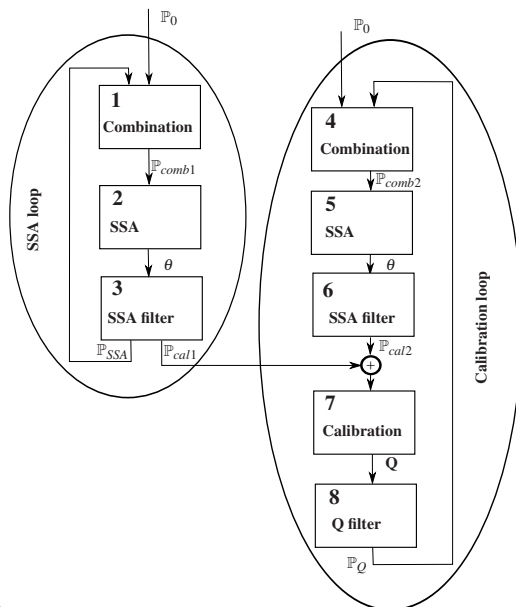 ℙ0
1
Combination
ℙcomb1
2
SSA
θ
3
SSA filter
ℙSSA
ℙcal1
SSA loop
ℙ0
4
Combination
ℙcomb2
5
SSA
θ
6
SSA filter
ℙcal2
+
7
Calibration
Q
8
Q filter
ℙQ
Calibration loop